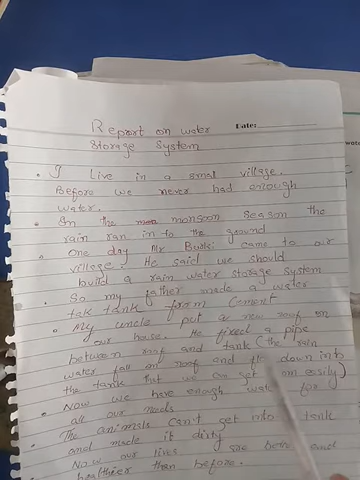 Report on water
Date:
Storage System
• I live in a small village.
Before we never had enough
water.
• In the monsoon season the
rain ran in to the ground
• One day Mr Burki came to our
village. He said we should
build a rain water storage system
• So my father made a water
tank from Cement
• My uncle put a new roof on
our house. He fixed a pipe
between roof and tank (the rain
water fall on roof and down into
the tank that we can get easily)
• Now we have enough water for
all our needs
• The animals can't get into tank
and made it dirty
Now our lives are better and
healthier than before.